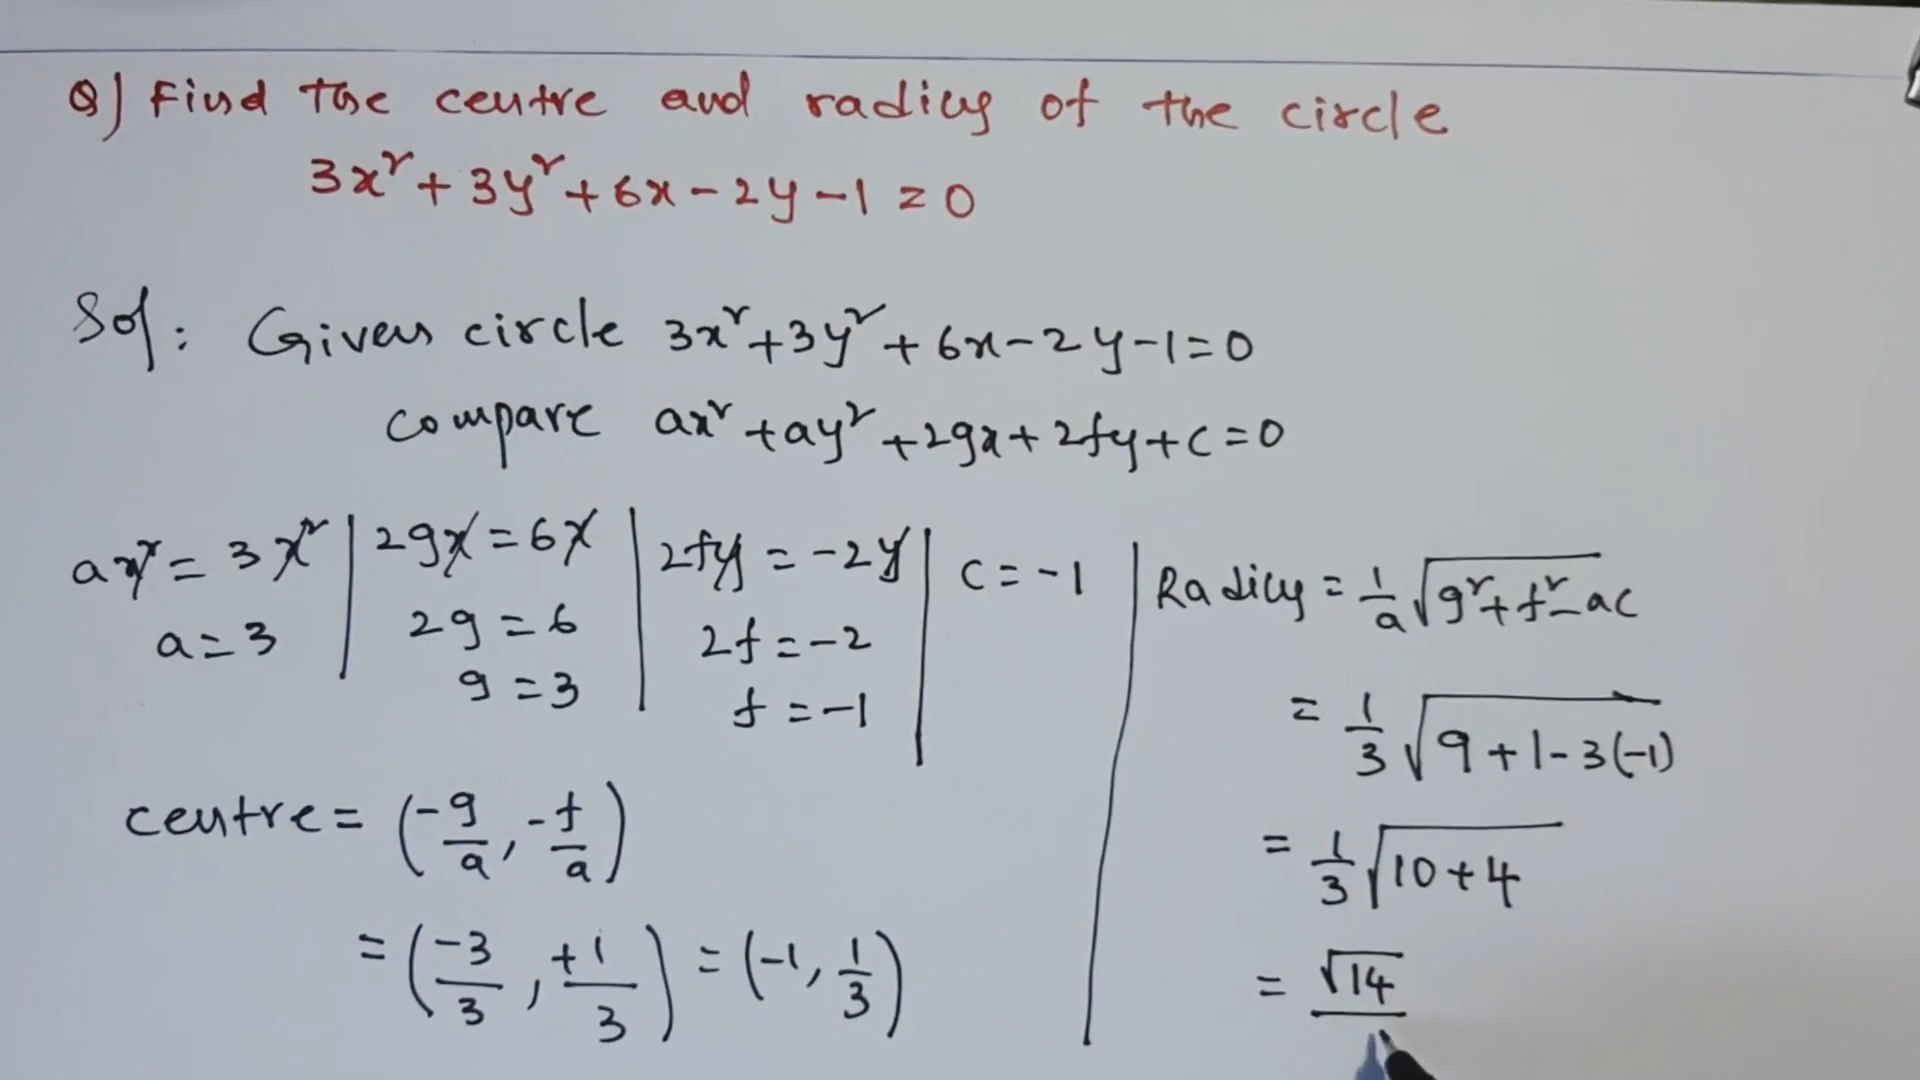 Q) Find the centre and radius of the circle
3x²+3y²+6x-2y-1=0
Sol: Given circle 3x²+3y²+6x-2y-1=0
compare ax²+ay²+2gx+2fy+c=0
ax²=3x²
a=3
2gx=6x
2g=6
g=3
2fy=-2y
2f=-2
f=-1
c=-1
centre=(-g/a, -f/a)
=(-3/3, +1/3)=(-1, 1/3)
Radius=1/a√(g²+f²-ac)
=1/3√(9+1-3(-1))
=1/3√(10+4)
=√14/